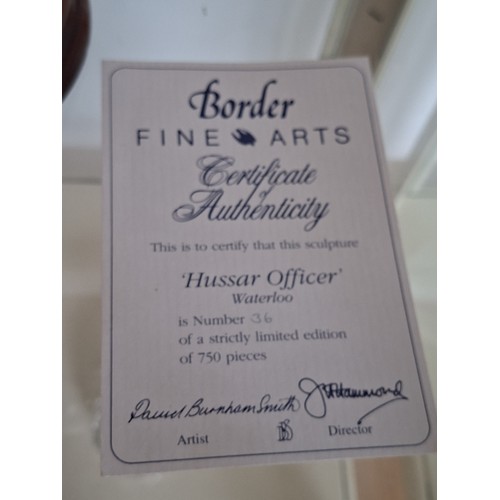 Border
FINE ARTS
Certificate
of
Authenticity
This is to certify that this sculpture
'Hussar Officer'
Waterloo
is Number 36
of a strictly limited edition
of 750 pieces
David Burnham Smith J Hammond
Artist Director